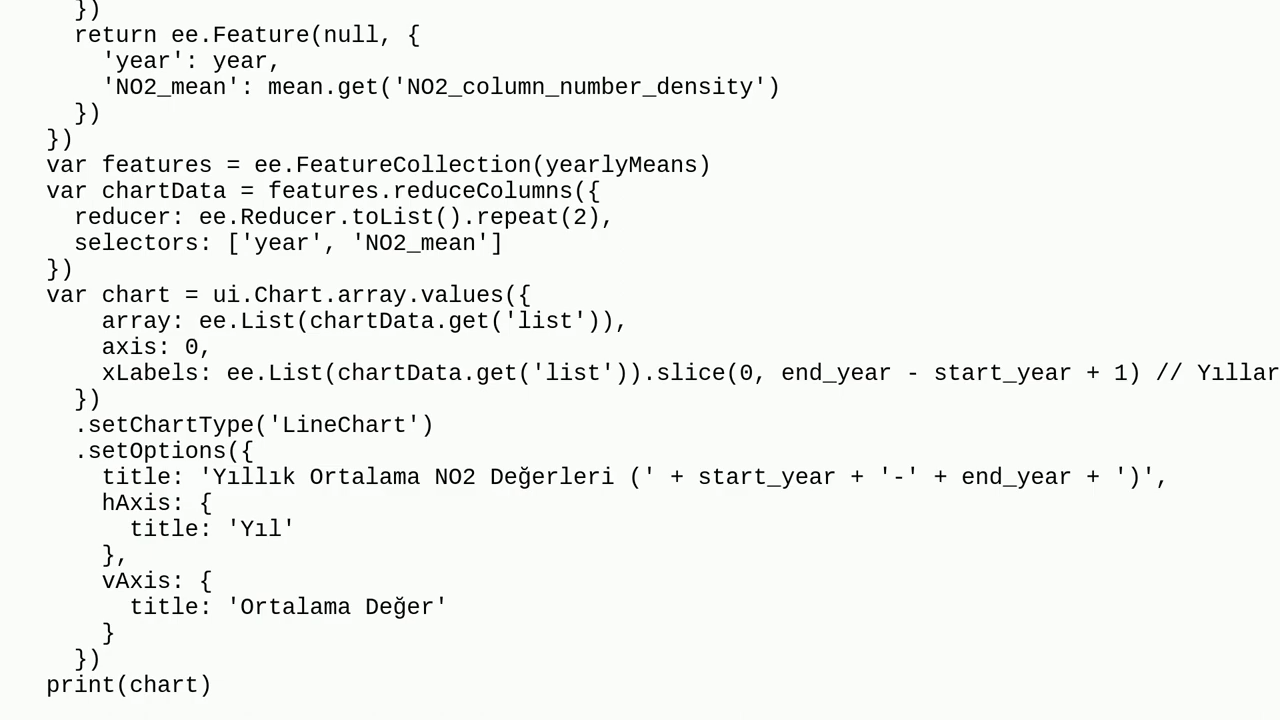 })
return ee.Feature(null, {
'year': year,
'NO2_mean': mean.get('NO2_column_number_density')
})
})
var features = ee.FeatureCollection(yearlyMeans)
var chartData = features.reduceColumns({
reducer: ee.Reducer.toList().repeat(2),
selectors: ['year', 'NO2_mean']
})
var chart = ui.Chart.array.values({
array: ee.List(chartData.get('list')),
axis: 0,
xLabels: ee.List(chartData.get('list')).slice(0, end_year - start_year + 1) // Yıllar
})
.setChartType('LineChart')
.setOptions({
title: 'Yıllık Ortalama NO2 Değerleri (' + start_year + '-' + end_year + ')',
hAxis: {
title: 'Yıl'
},
vAxis: {
title: 'Ortalama Değer'
}
})
print(chart)